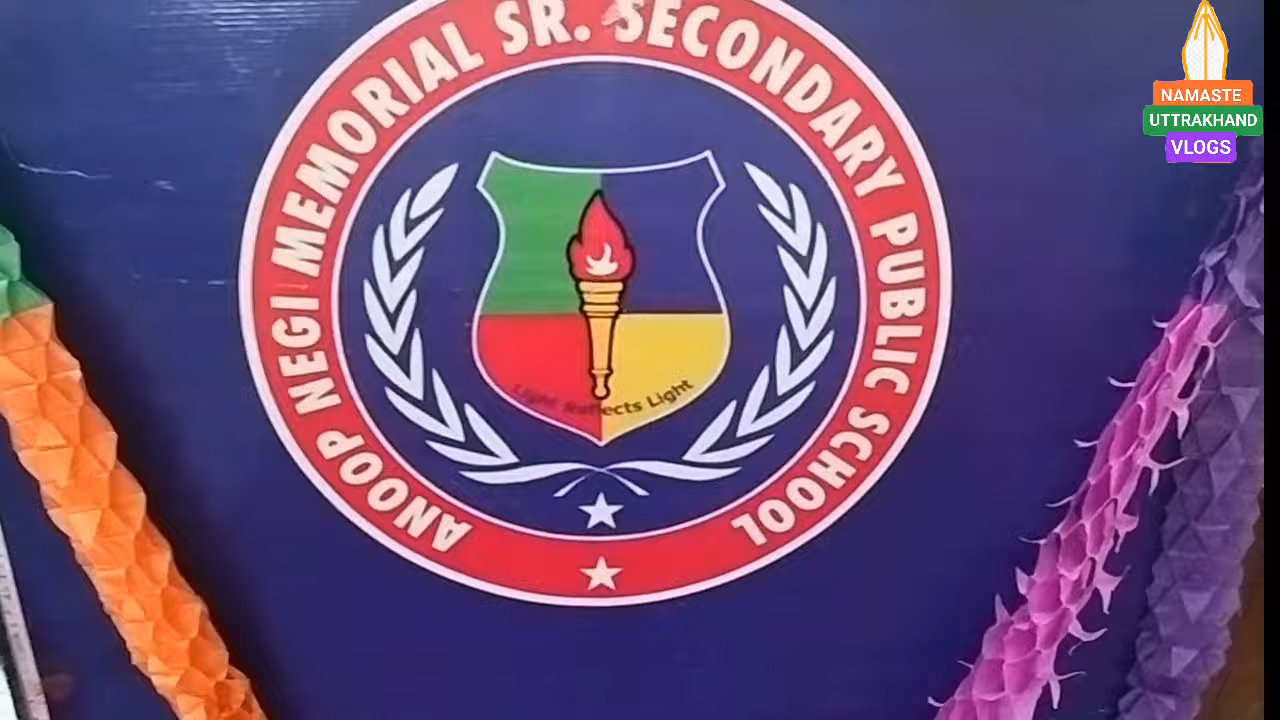 ANOOP NEGI MEMORIAL SR. SECONDARY PUBLIC SCHOOL
Light Reflects Light
NAMASTE
UTTRAKHAND
VLOGS